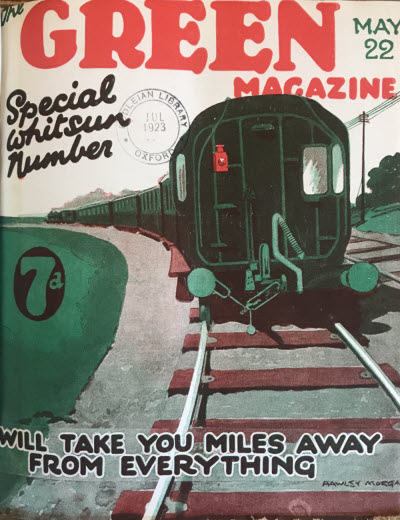 The
GREEN
MAGAZINE
MAY
22
Special
Whitsun
Number
BODLEIAN LIBRARY
JUL
1923
OXFORD
7d
WILL TAKE YOU MILES AWAY
FROM EVERYTHING
HAWLEY MORGAN